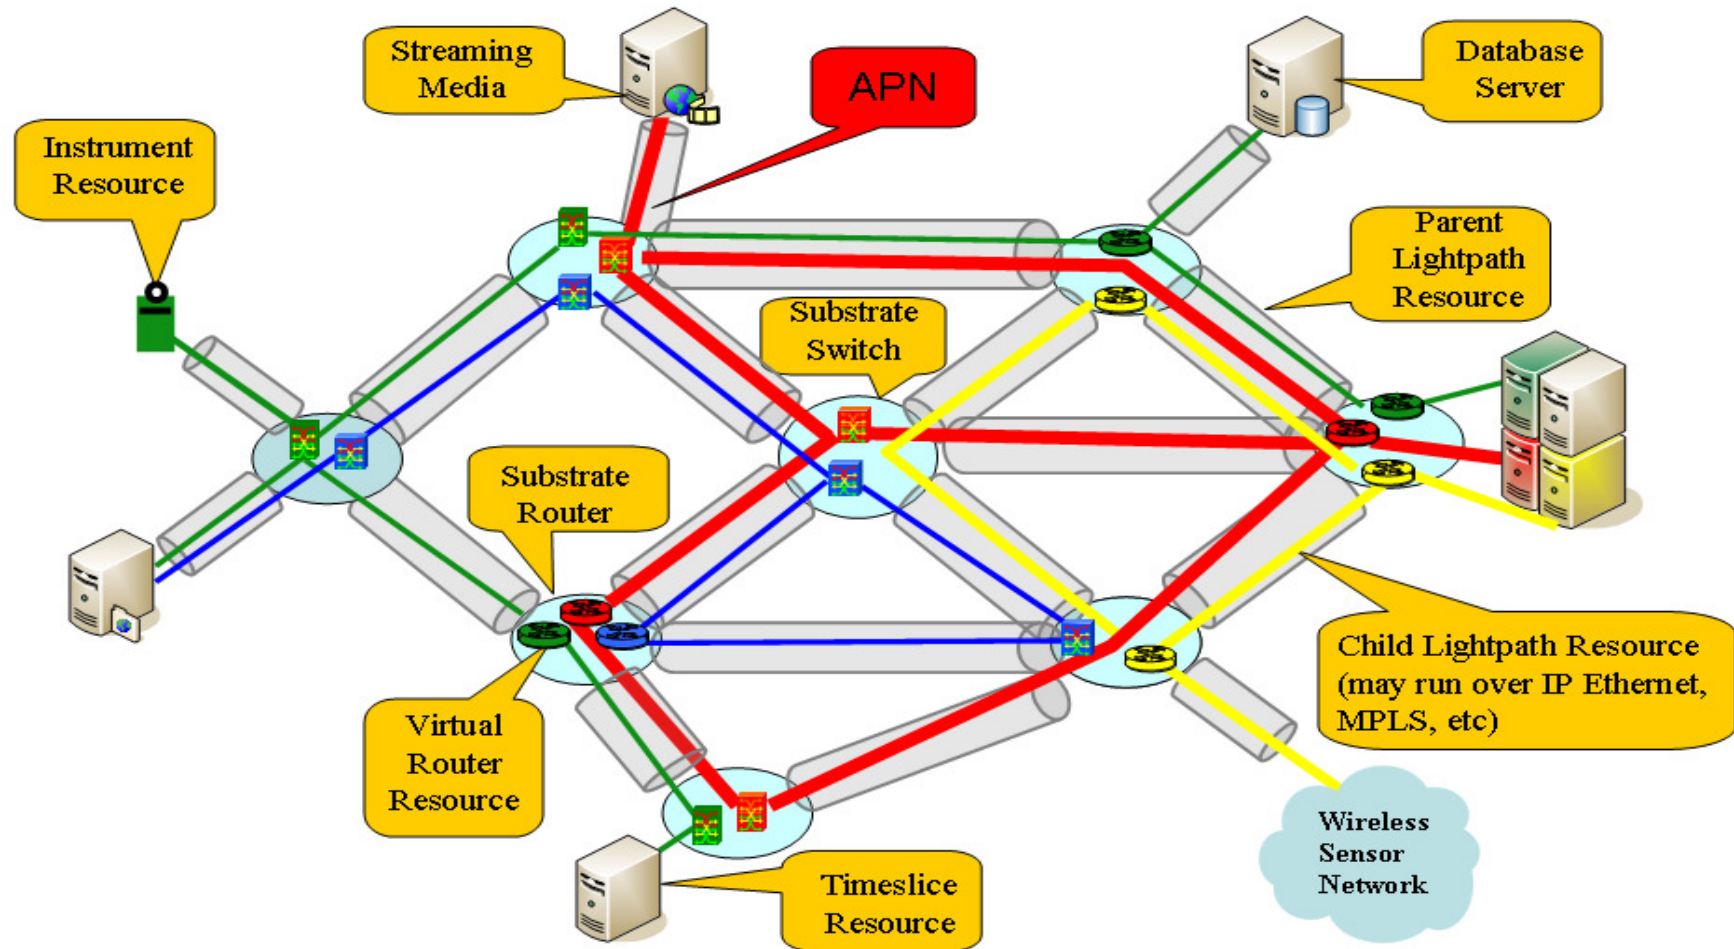 Streaming
Media
APN
Database
Server
Instrument
Resource
Parent
Lightpath
Resource
Substrate
Switch
Substrate
Router
Virtual
Router
Resource
Child Lightpath Resource
(may run over IP Ethernet,
MPLS, etc)
Wireless
Sensor
Network
Timeslice
Resource